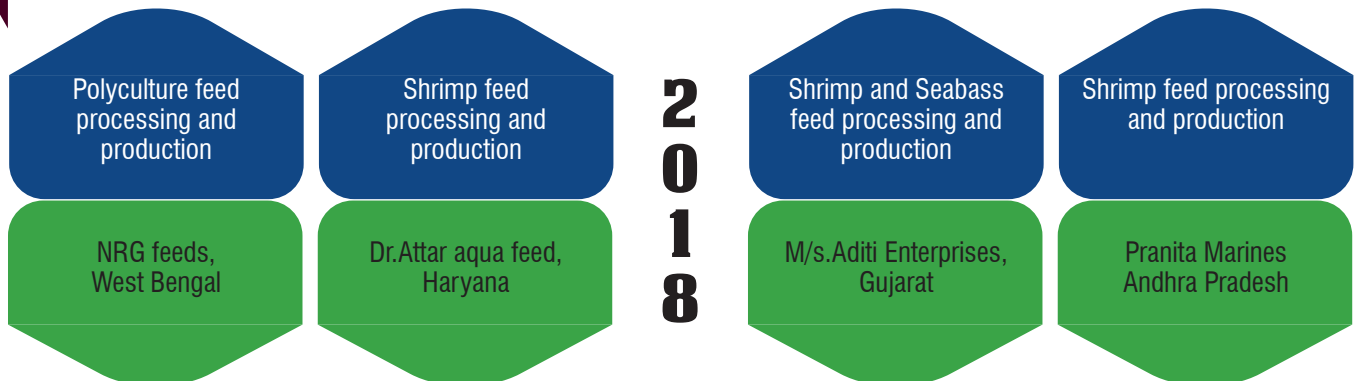 Polyculture feed
processing and
production
NRG feeds,
West Bengal
Shrimp feed
processing and
production
Dr.Attar aqua feed,
Haryana
2
0
1
8
Shrimp and Seabass
feed processing and
production
M/s.Aditi Enterprises,
Gujarat
Shrimp feed processing
and production
Pranita Marines
Andhra Pradesh